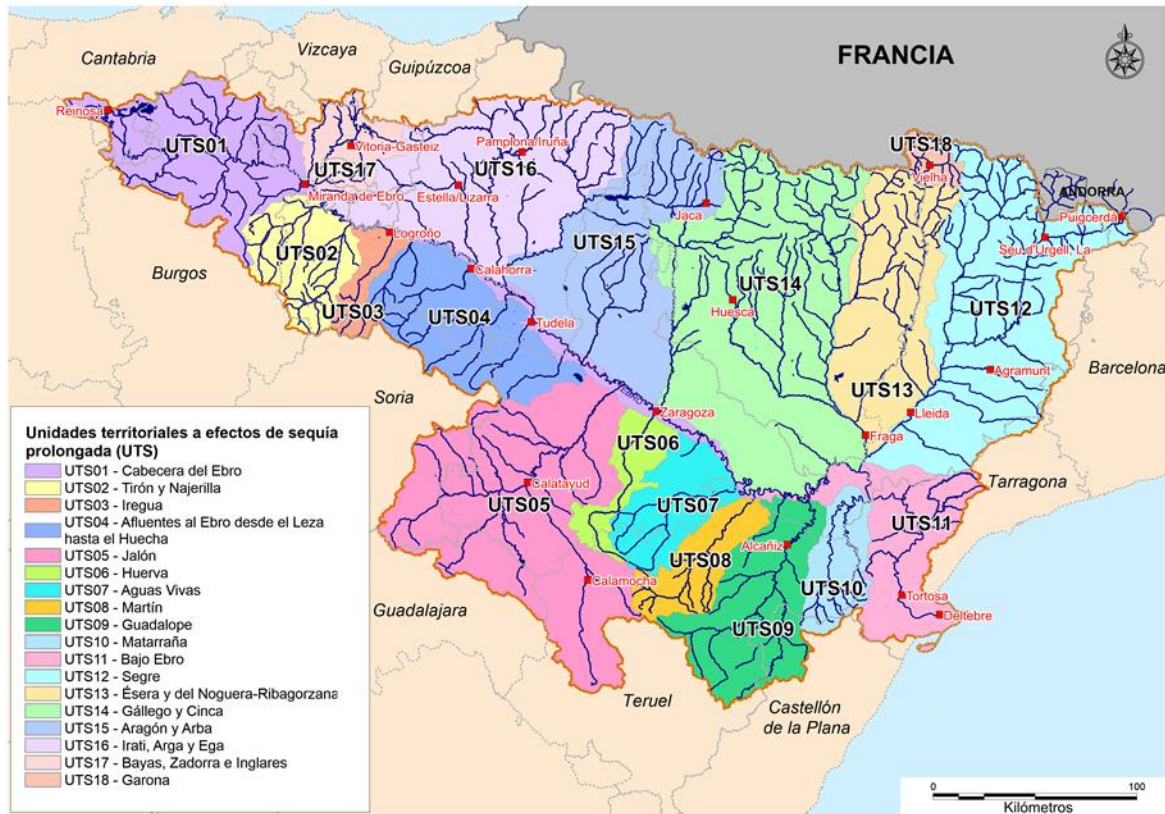 Cantabria
Vizcaya
Guipúzcoa
FRANCIA
Reinosa
UTS01
UTS17
Vitoria-Gasteiz
Pamplona/Iruña
UTS16
UTS18
Vielha
Miranda de Ebro
Estella/Lizarra
Jaca
ANDORRA
Puigcerdá
Seu d'Urgell, La
UTS02
Logroño
UTS15
Burgos
Calahorra
UTS14
UTS12
UTS03
UTS04
Tudela
Huesca
Agramunt
Barcelona
Soria
EBRO
UTS13
Zaragoza
Lleida
UTS06
Fraga
Calatayud
Tarragona
UTS05
UTS07
UTS11
Alcañiz
UTS08
Calamocha
UTS10
Tortosa
Guadalajara
Deltebre
UTS09
Teruel
Castellón
de la Plana
Unidades territoriales a efectos de sequía
prolongada (UTS)
UTS01 - Cabecera del Ebro
UTS02 - Tirón y Najerilla
UTS03 - Iregua
UTS04 - Afluentes al Ebro desde el Leza
hasta el Huecha
UTS05 - Jalón
UTS06 - Huerva
UTS07 - Aguas Vivas
UTS08 - Martín
UTS09 - Guadalope
UTS10 - Matarraña
UTS11 - Bajo Ebro
UTS12 - Segre
UTS13 - Ésera y del Noguera-Ribagorzana
UTS14 - Gállego y Cinca
UTS15 - Aragón y Arba
UTS16 - Irati, Arga y Ega
UTS17 - Bayas, Zadorra e Inglares
UTS18 - Garona
0 100
Kilómetros